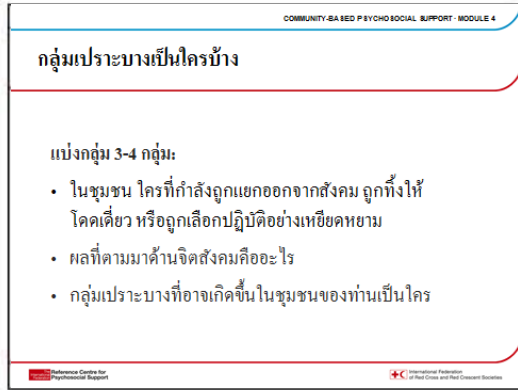 COMMUNITY-BASED PSYCHOSOCIAL SUPPORT · MODULE 4
กลุ่มเปราะบางเป็นใครบ้าง
แบ่งกลุ่ม 3-4 กลุ่ม:
• ในชุมชน ใครที่กำลังถูกแยกออกจากสังคม ถูกทิ้งให้
โดดเดี่ยว หรือถูกเลือกปฏิบัติอย่างเหยียดหยาม
• ผลที่ตามมาด้านจิตสังคมคืออะไร
• กลุ่มเปราะบางที่อาจเกิดขึ้นในชุมชนของท่านเป็นใคร
Reference Centre for
Psychosocial Support
International Federation
of Red Cross and Red Crescent Societies